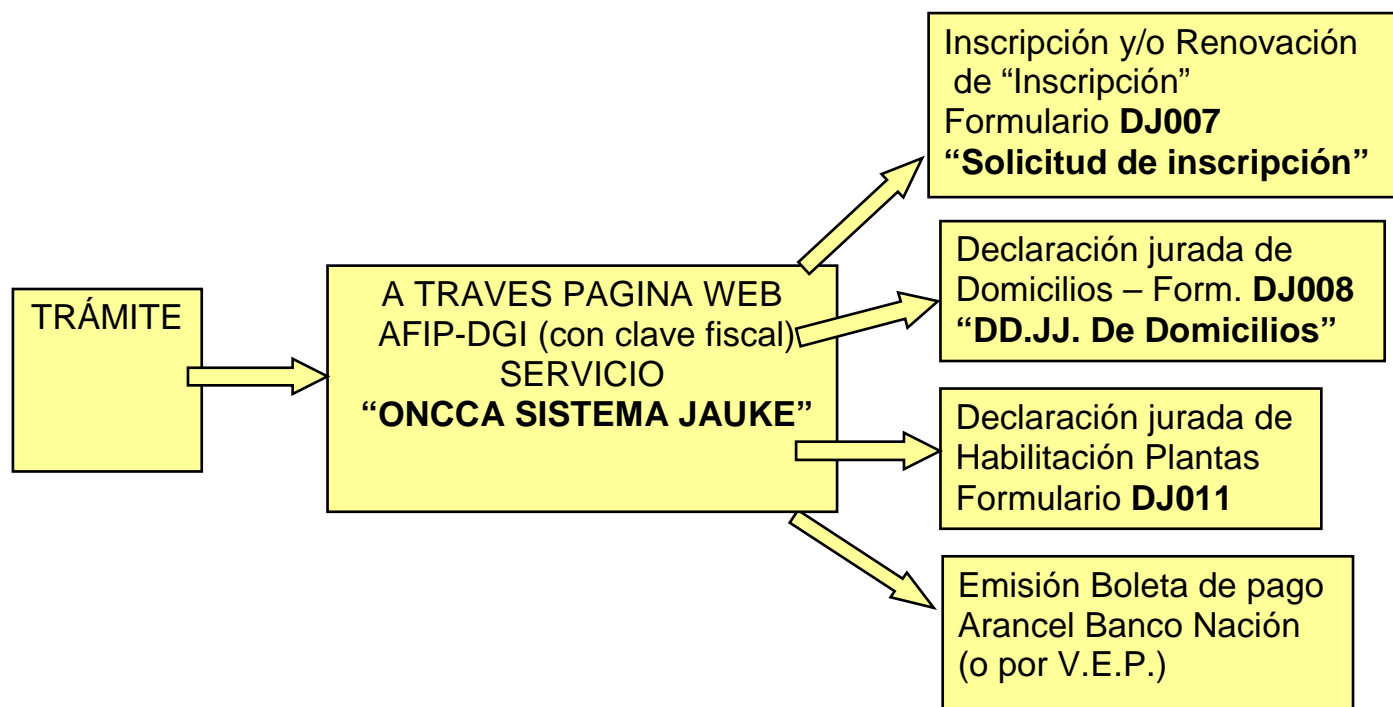 TRÁMITE
A TRAVES PAGINA WEB
AFIP-DGI (con clave fiscal)
SERVICIO
“ONCCA SISTEMA JAUKE”
Inscripción y/o Renovación
de “Inscripción”
Formulario DJ007
“Solicitud de inscripción”
Declaración jurada de
Domicilios – Form. DJ008
“DD.JJ. De Domicilios”
Declaración jurada de
Habilitación Plantas
Formulario DJ011
Emisión Boleta de pago
Arancel Banco Nación
(o por V.E.P.)